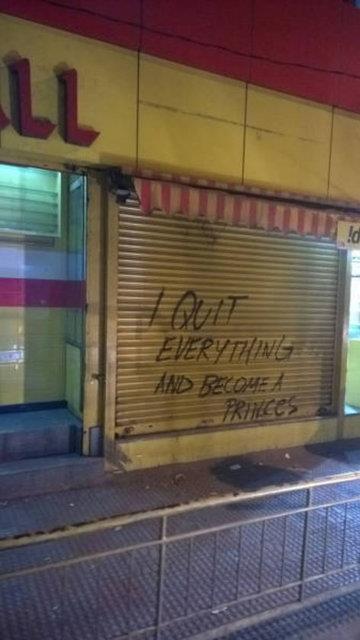 LL
I QUIT
EVERYTHING
AND BECOME A
PRINCES